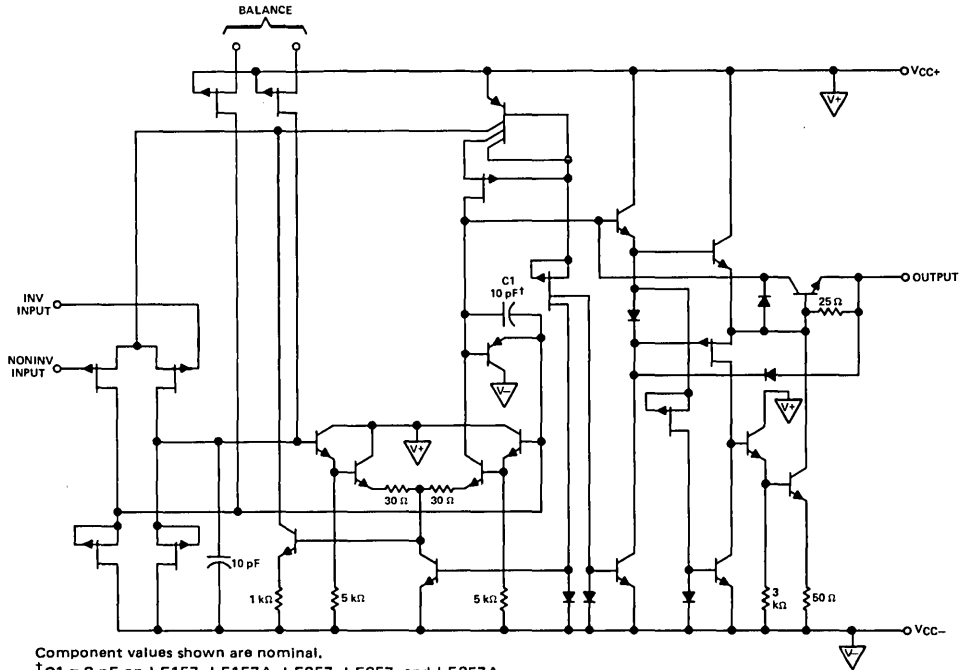 BALANCE
VCC+
V+
C1
10 pF†
OUTPUT
25 Ω
INV
INPUT
NONINV
INPUT
V−
V+
V+
30 Ω
30 Ω
10 pF
1 kΩ
5 kΩ
5 kΩ
3
kΩ
50 Ω
VCC−
V−
Component values shown are nominal.